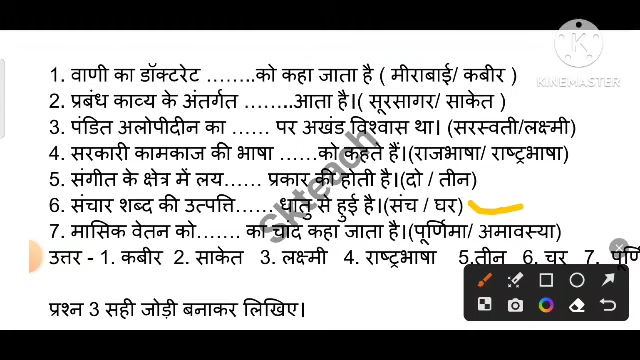 1. वाणी का डॉक्टरेट ……..को कहा जाता है ( मीराबाई/ कबीर )
2. प्रबंध काव्य के अंतर्गत ……..आता है।( सूरसागर/ साकेत )
3. पंडित अलोपीदीन का …… पर अखंड विश्वास था। (सरस्वती/लक्ष्मी)
4. सरकारी कामकाज की भाषा ……को कहते हैं।(राजभाषा/ राष्ट्रभाषा)
5. संगीत के क्षेत्र में लय…… प्रकार की होती है।(दो / तीन)
6. संचार शब्द की उत्पति…… धातु से हुई है।(संच / घर)
7. मासिक वेतन को……. का चांद कहा जाता है।(पूर्णिमा/ अमावस्या)
उत्तर - 1. कबीर 2. साकेत 3. लक्ष्मी 4. राष्ट्रभाषा 5.तीन 6. चर 7.
प्रश्न 3 सही जोड़ी बनाकर लिखिए।
Skteach
KINEMASTER